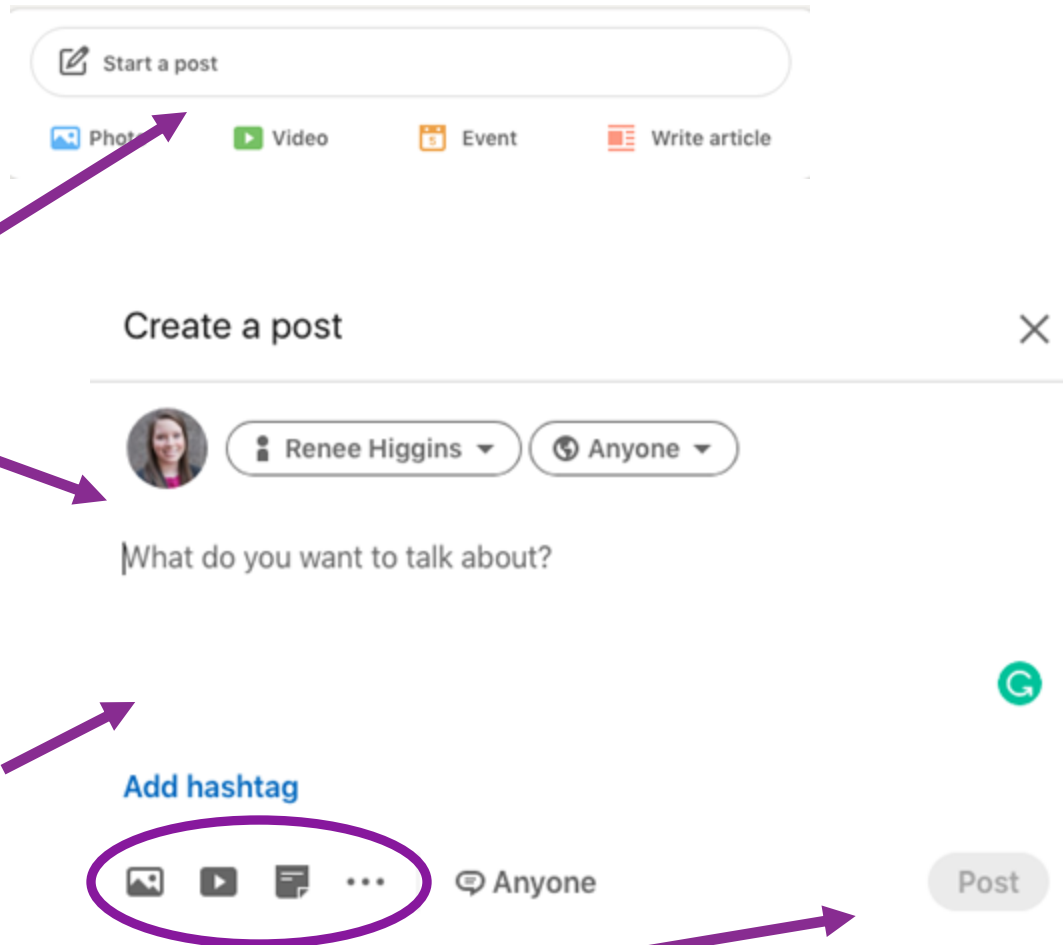 Start a post
Photo Video Event Write article
Create a post
Renee Higgins Anyone
What do you want to talk about?
Add hashtag
Anyone Post